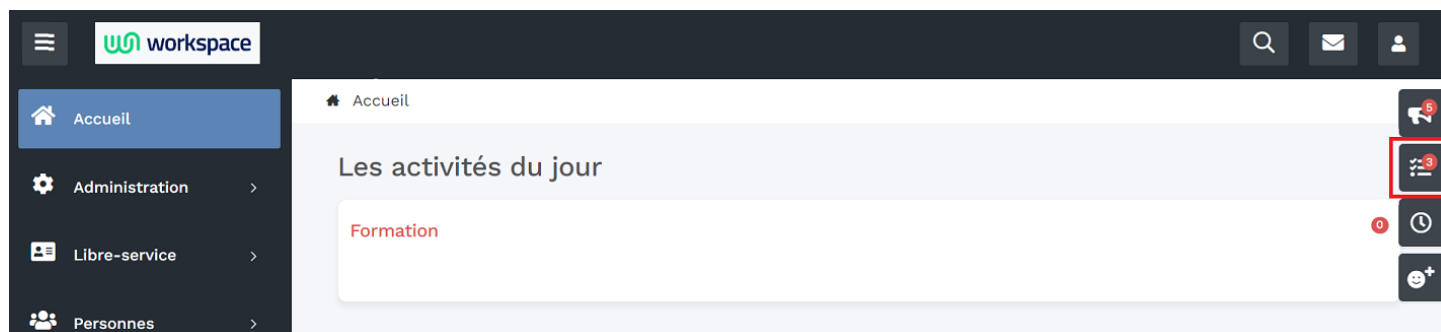 workspace
Accueil
Accueil
5
Administration
Les activités du jour
3
Libre-service
Formation
0
Personnes